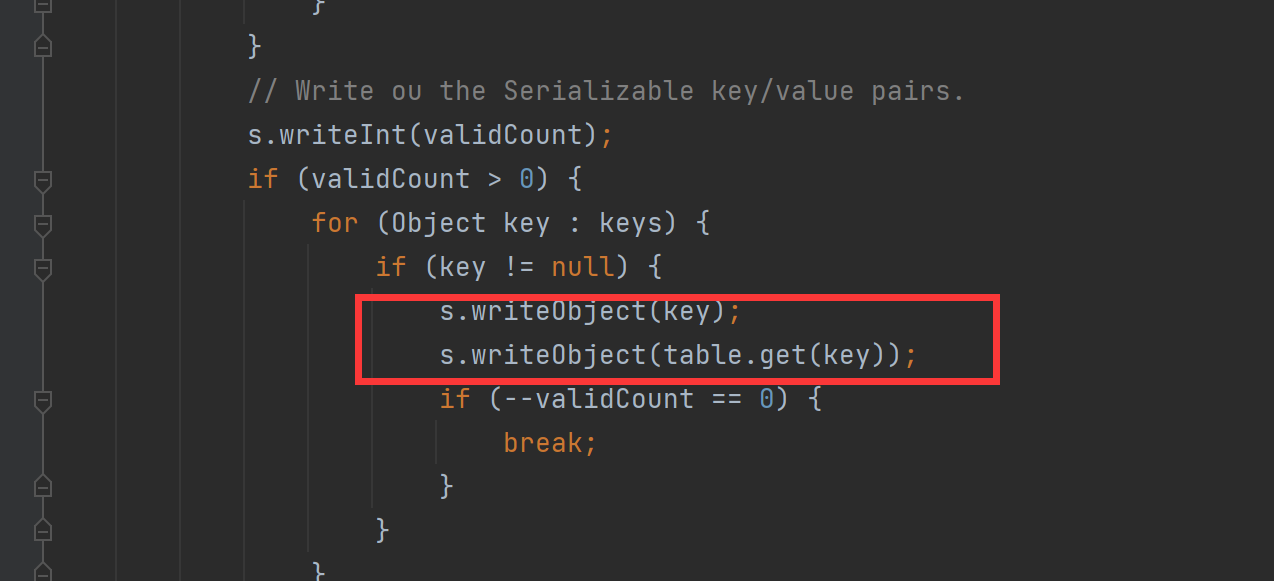 }
}
// Write ou the Serializable key/value pairs.
s.writeInt(validCount);
if (validCount > 0) {
for (Object key : keys) {
if (key != null) {
s.writeObject(key);
s.writeObject(table.get(key));
if (--validCount == 0) {
break;
}
}
}